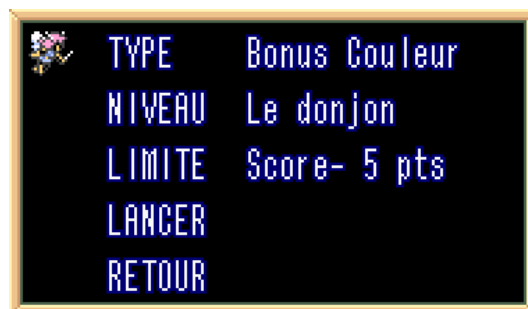 TYPE Bonus Couleur
NIVEAU Le donjon
LIMITE Score- 5 pts
LANCER
RETOUR